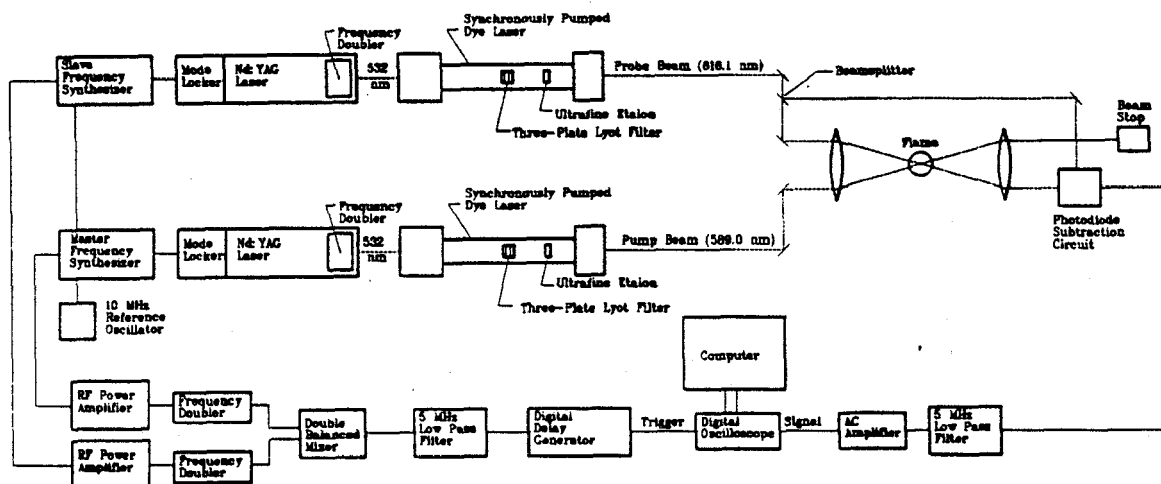 Slave
Frequency
Synthesizer
Mode
Locker
Nd: YAG
Laser
Frequency
Doubler
532
nm
Synchronously Pumped
Dye Laser
Ultrafine Etalon
Three-Plate Lyot Filter
Probe Beam (616.1 nm)
Beamsplitter
Flame
Beam
Stop
Photodiode
Subtraction
Circuit
Master
Frequency
Synthesizer
Mode
Locker
Nd: YAG
Laser
Frequency
Doubler
532
nm
Synchronously Pumped
Dye Laser
Ultrafine Etalon
Three-Plate Lyot Filter
Pump Beam (589.0 nm)
10 MHz
Reference
Oscillator
Computer
RF Power
Amplifier
Frequency
Doubler
RF Power
Amplifier
Frequency
Doubler
Double
Balanced
Mixer
5 MHz
Low Pass
Filter
Digital
Delay
Generator
Trigger
Digital
Oscilloscope
Signal
AC
Amplifier
5 MHz
Low Pass
Filter